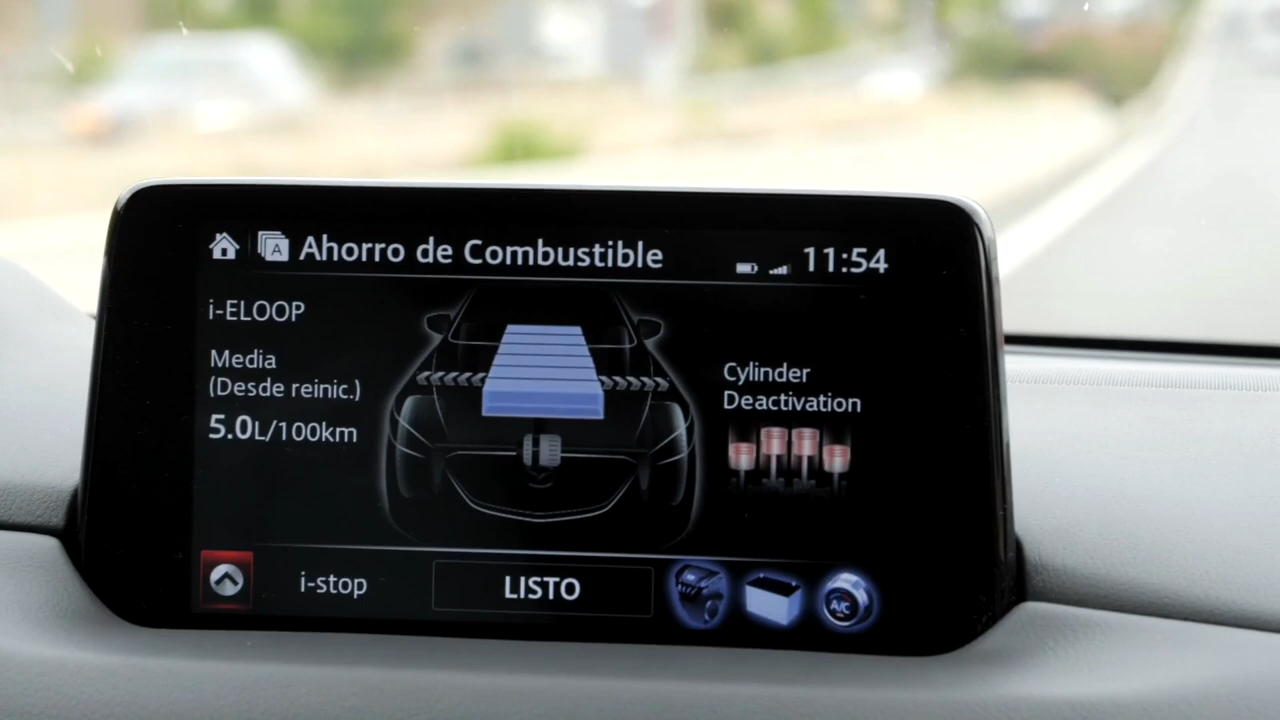 A Ahorro de Combustible 11:54
i-ELOOP
Media
(Desde reinic.)
5.0L/100km
Cylinder
Deactivation
i-stop LISTO A/C